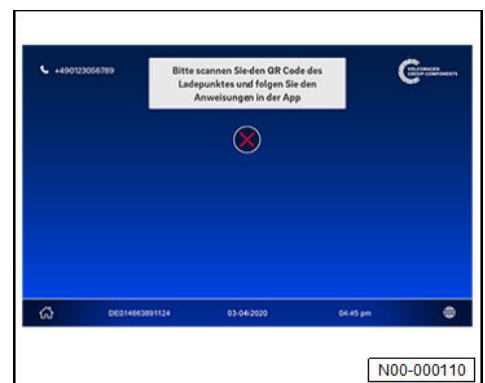 +490123056789
Bitte scannen Sie den QR Code des
Ladepunktes und folgen Sie den
Anweisungen in der App
VOLKSWAGEN
GROUP COMPONENTS
DE014663891124
03-04-2020
04:45 pm
N00-000110